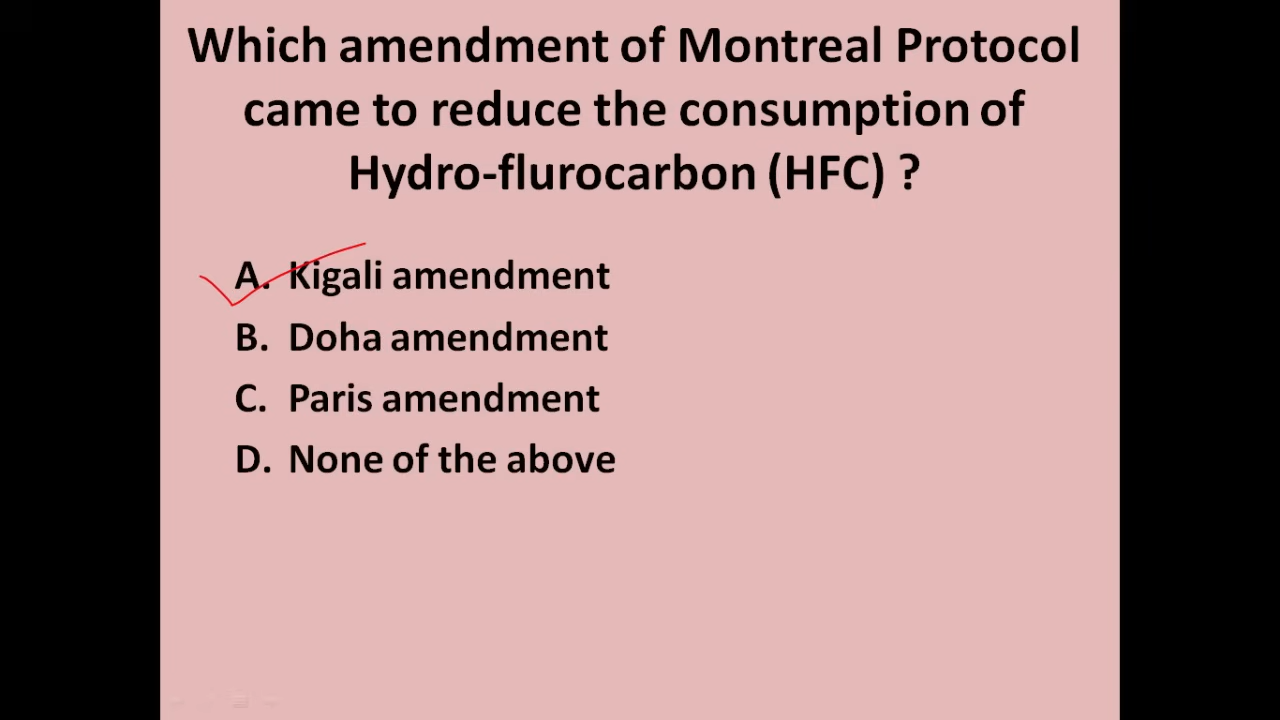 Which amendment of Montreal Protocol
came to reduce the consumption of
Hydro-flurocarbon (HFC) ?
A. Kigali amendment
B. Doha amendment
C. Paris amendment
D. None of the above